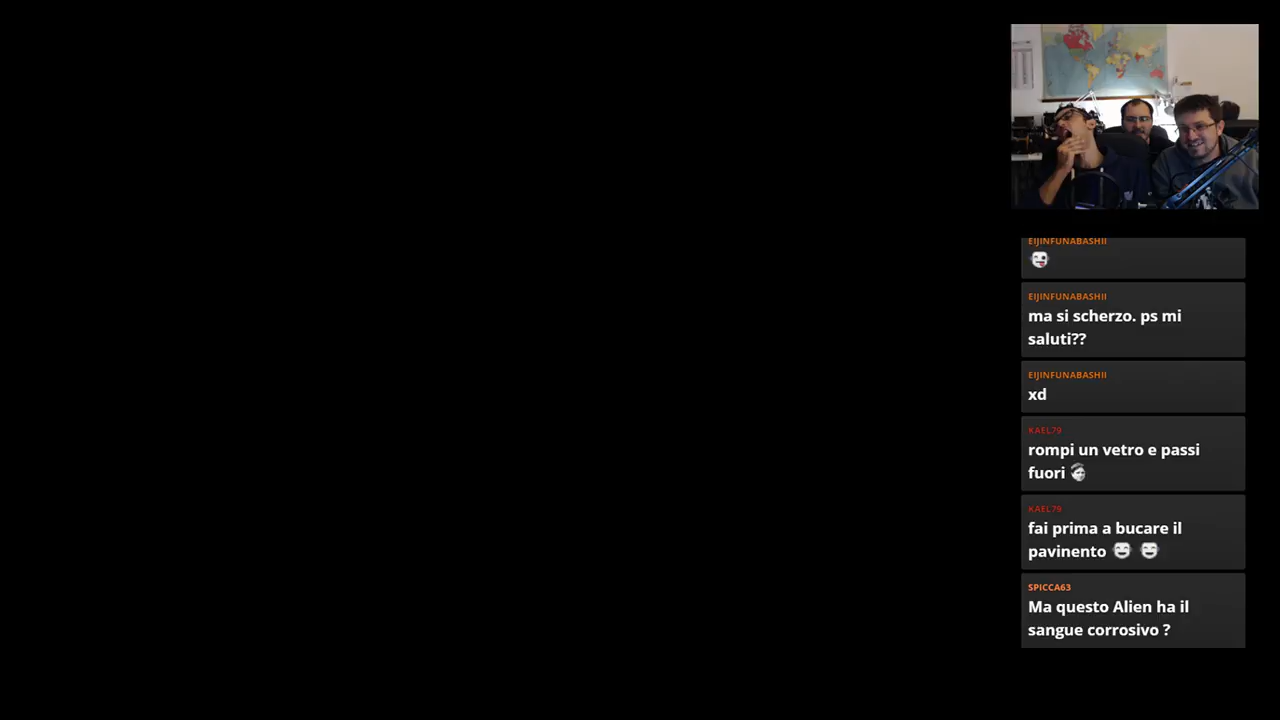 EIJINFUNABASHII
EIJINFUNABASHII
ma si scherzo. ps mi
saluti??
EIJINFUNABASHII
xd
KAEL79
rompi un vetro e passi
fuori
KAEL79
fai prima a bucare il
pavinento
SPICCA63
Ma questo Alien ha il
sangue corrosivo ?